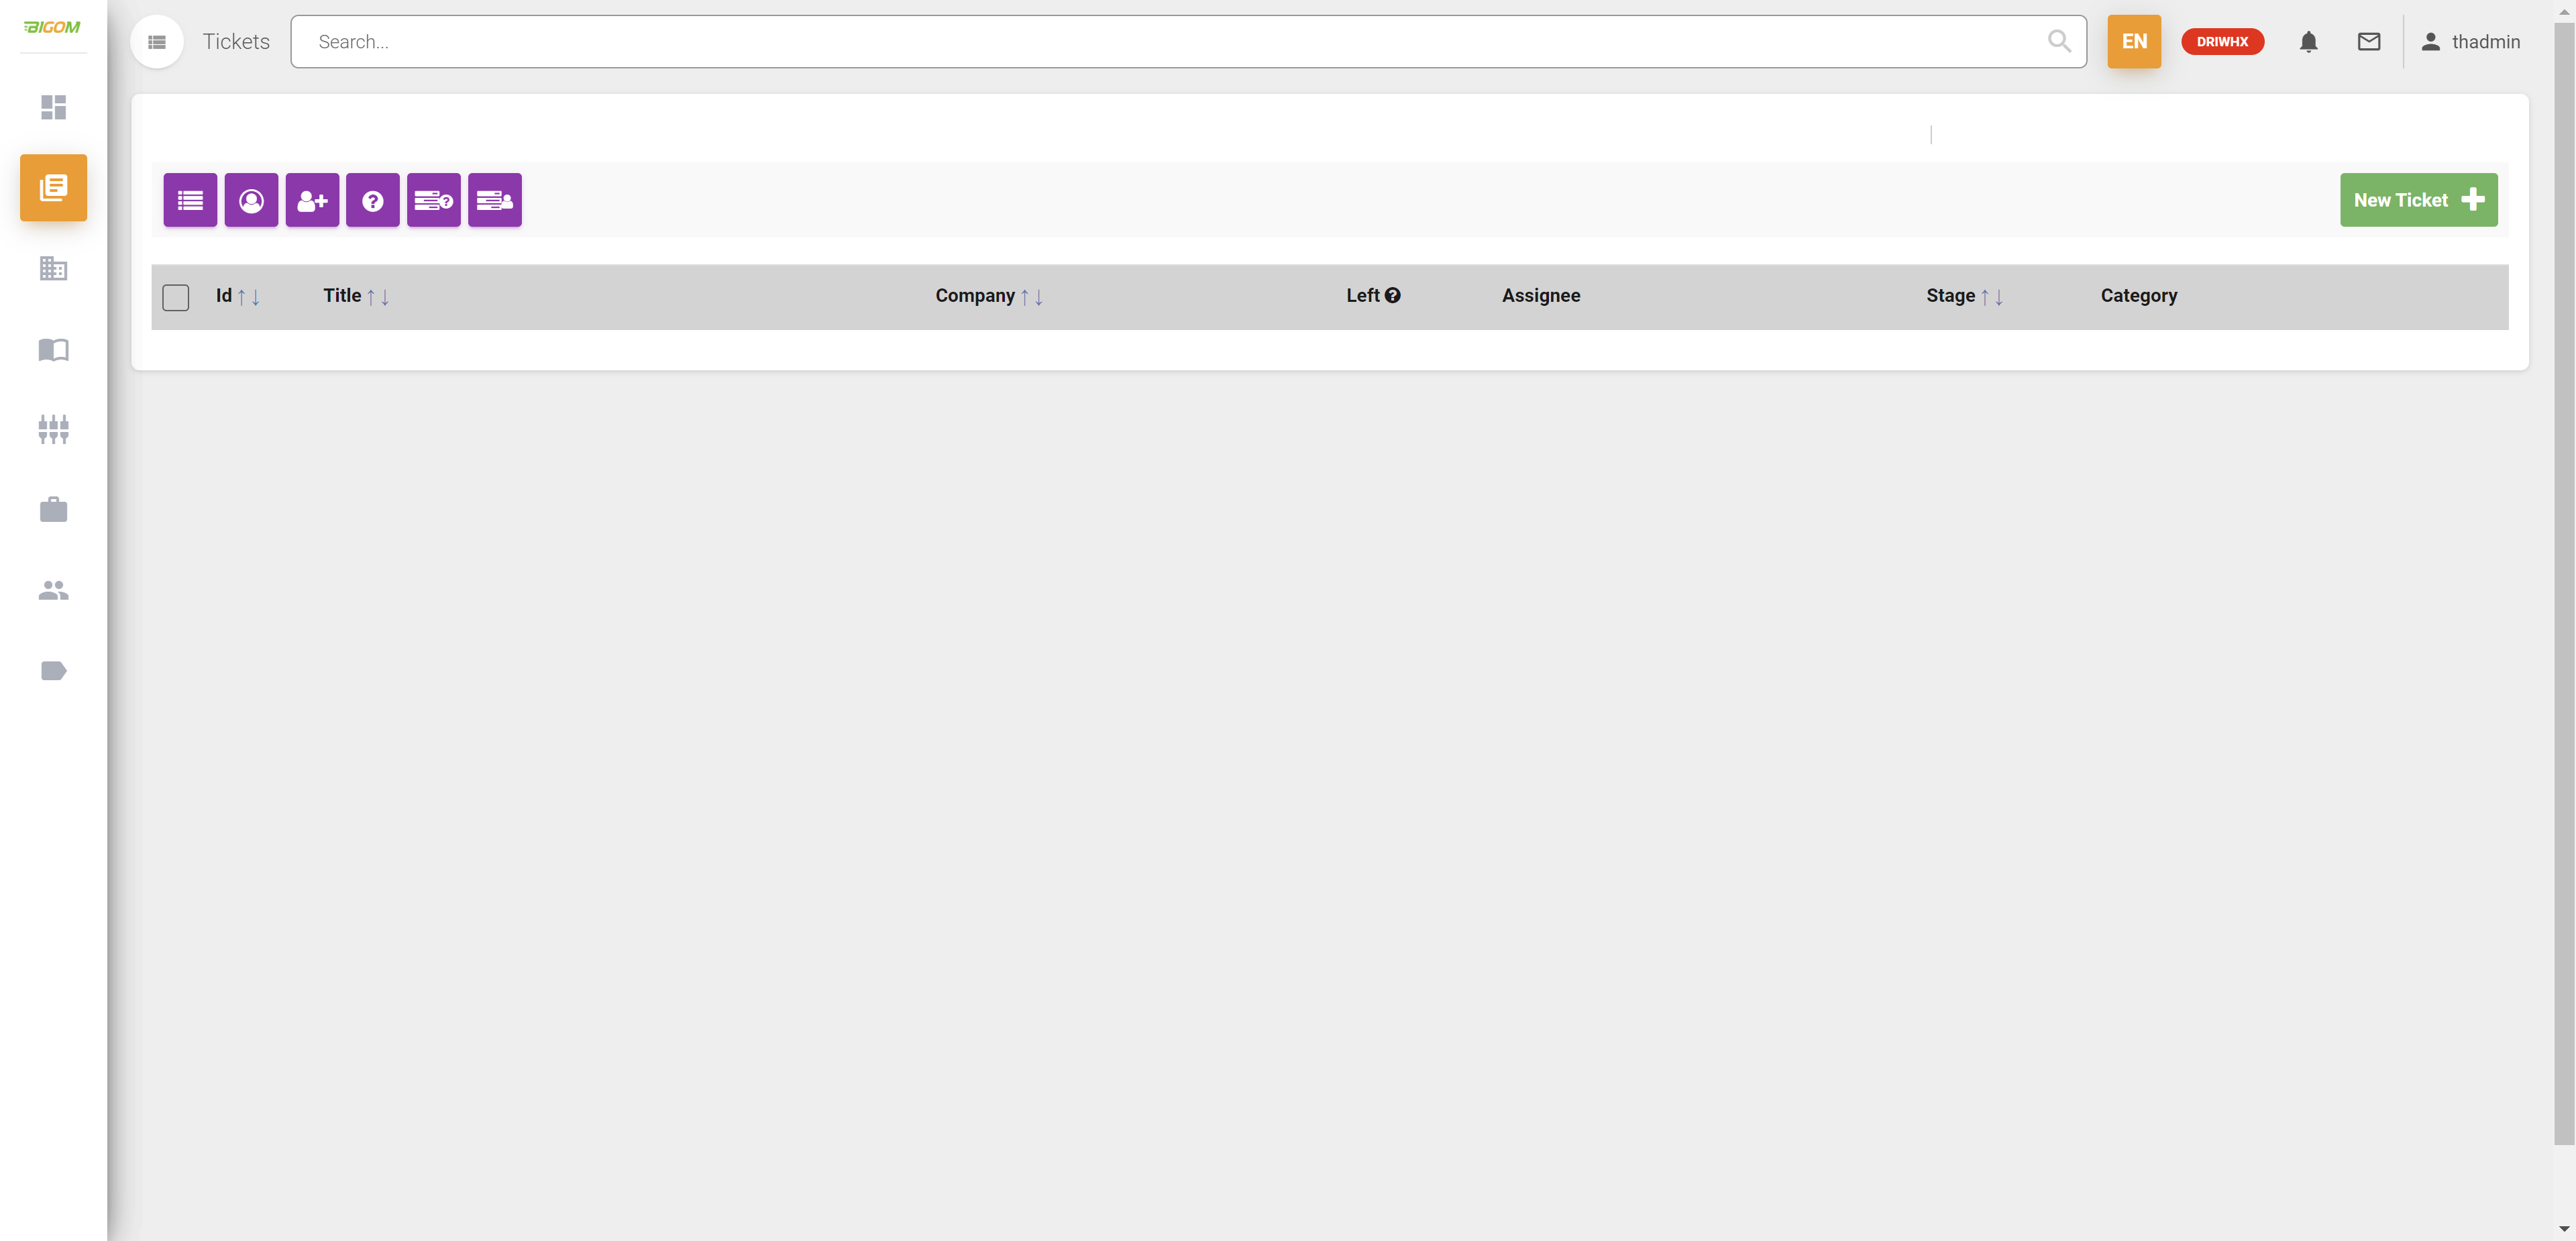 BIGOM
Tickets
Search...
EN
DRIWHX
thadmin
New Ticket
Id ↑↓ Title ↑↓ Company ↑↓ Left Assignee Stage ↑↓ Category